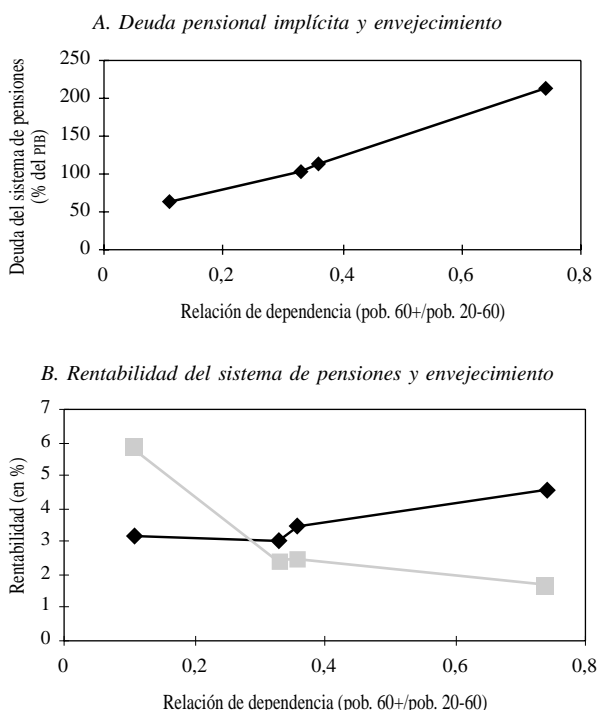 A. Deuda pensional implícita y envejecimiento
Deuda del sistema de pensiones
(% del PIB)
250
200
150
100
50
0
0 0,2 0,4 0,6 0,8
Relación de dependencia (pob. 60+/pob. 20-60)
B. Rentabilidad del sistema de pensiones y envejecimiento
Rentabilidad (en %)
7
6
5
4
3
2
1
0
0 0,2 0,4 0,6 0,8
Relación de dependencia (pob. 60+/pob. 20-60)